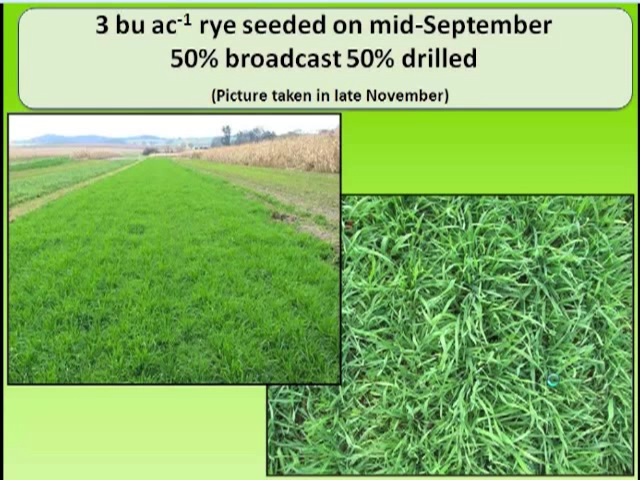 3 bu ac⁻¹ rye seeded on mid-September
50% broadcast 50% drilled
(Picture taken in late November)